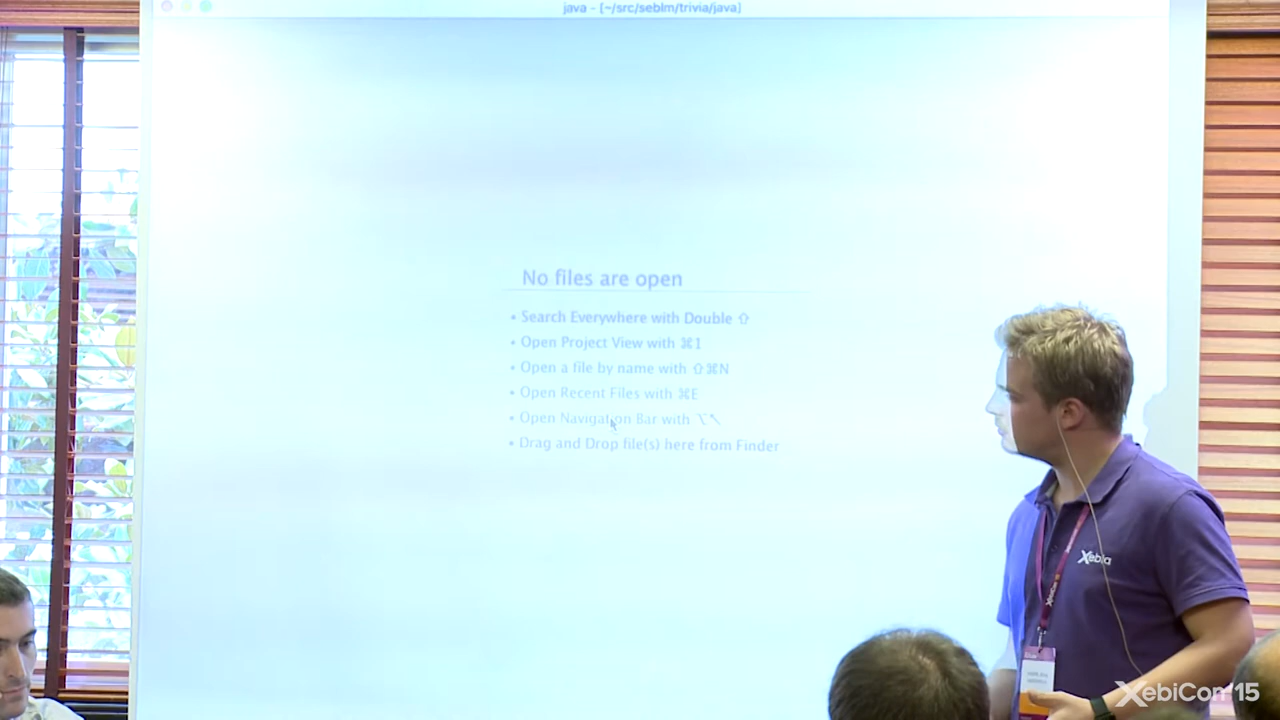 java - [~/src/seblm/trivia/java]
No files are open
• Search Everywhere with Double ⇧
• Open Project View with ⌘1
• Open a file by name with ⇧⌘N
• Open Recent Files with ⌘E
• Open Navigation Bar with ⌥↖
• Drag and Drop file(s) here from Finder
Xebia
XebiCon'15